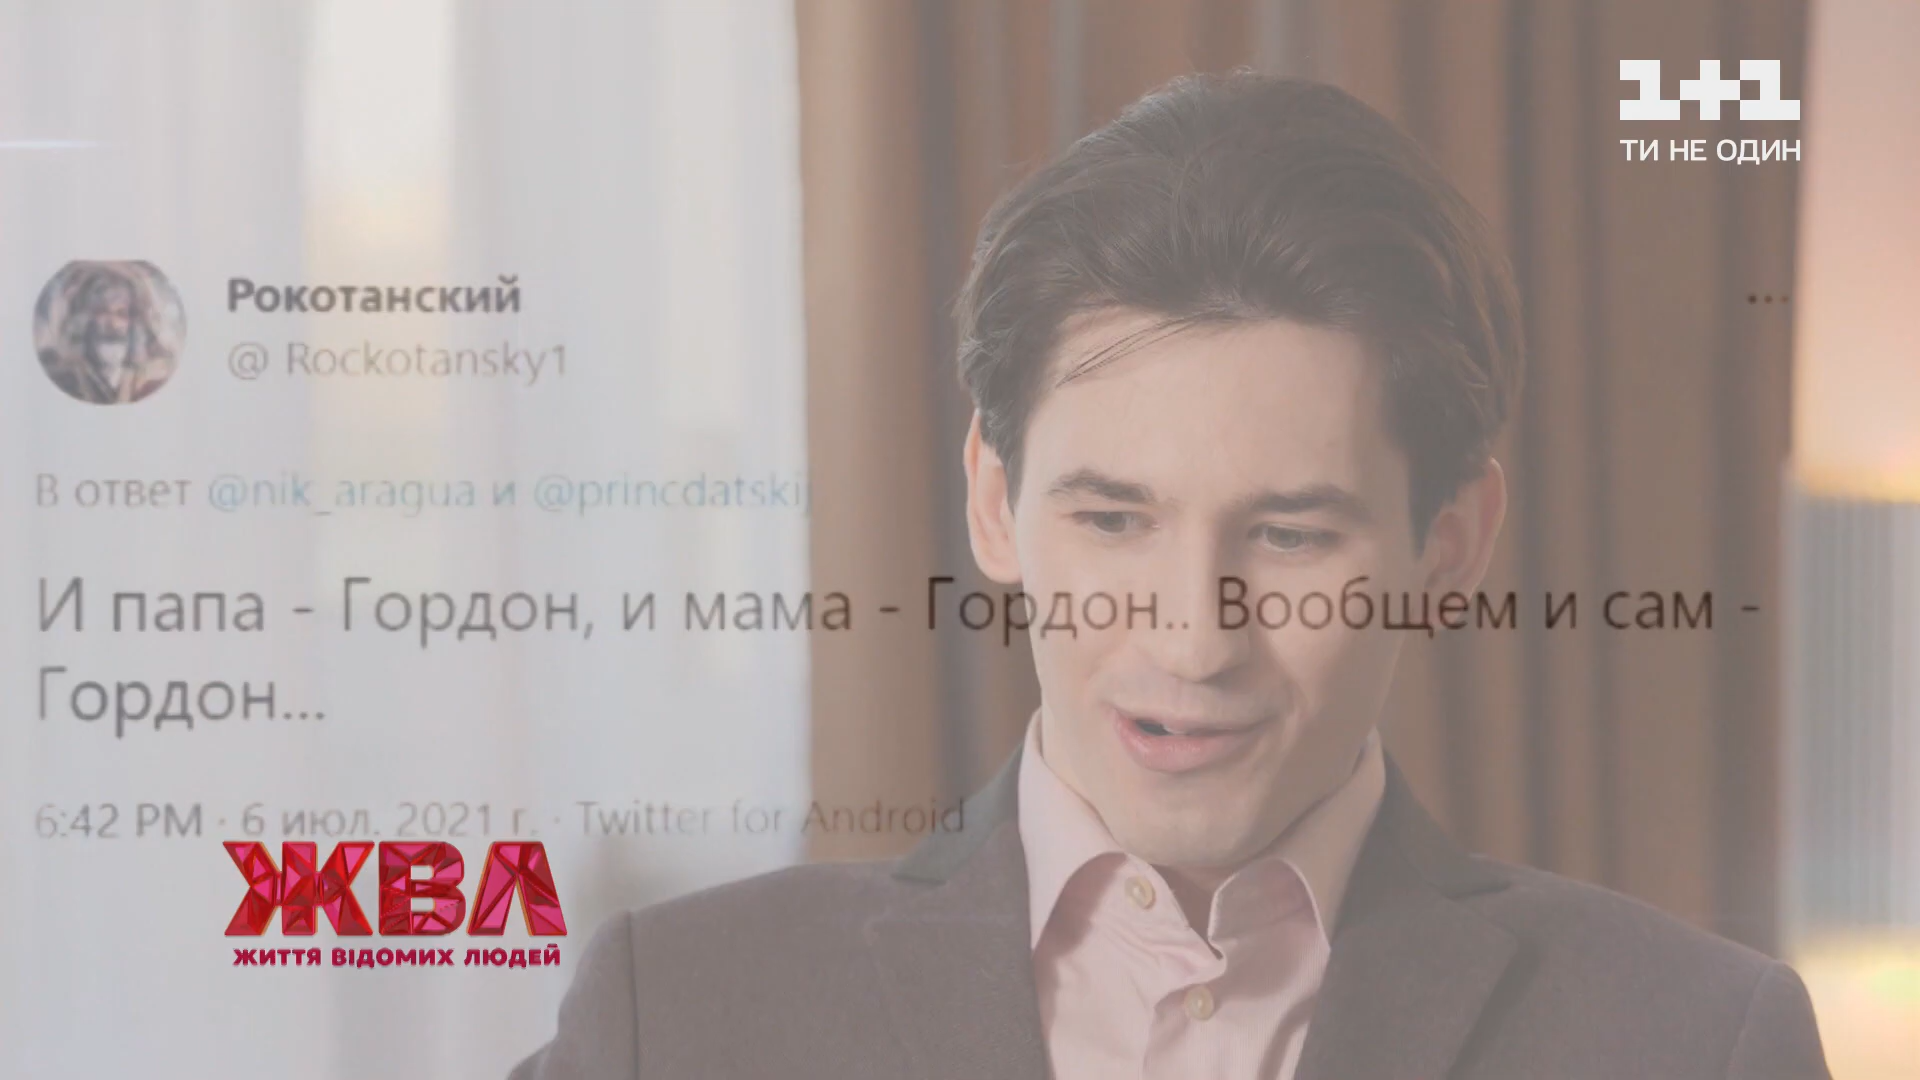 1+1
ТИ НЕ ОДИН
Рокотанский
@ Rockotansky1
В ответ @nik_aragua и @princdatskij
И папа - Гордон, и мама - Гордон.. Вообщем и сам -
Гордон...
6:42 PM · 6 июл. 2021 г. · Twitter for Android
ЖВЛ
ЖИТТЯ ВІДОМИХ ЛЮДЕЙ